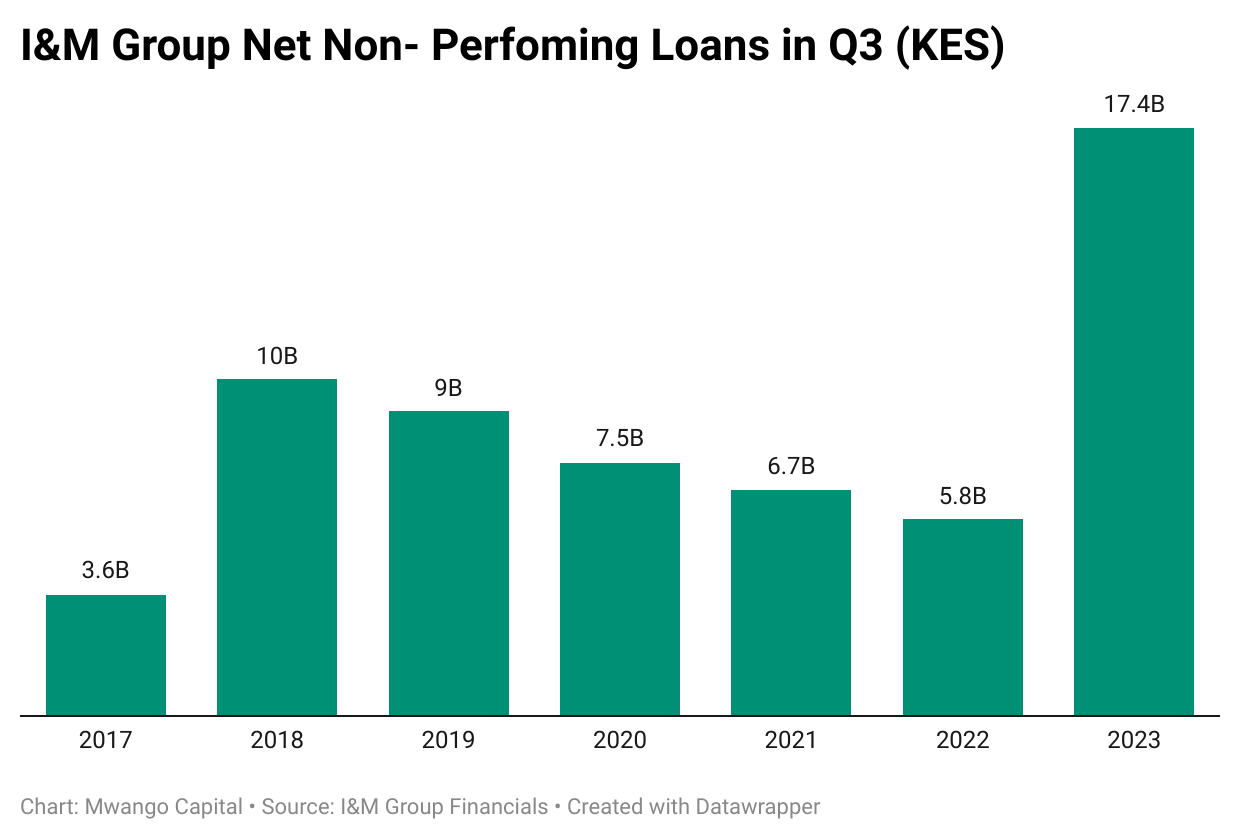 I&M Group Net Non- Perfoming Loans in Q3 (KES)
17.4B
10B
9B
7.5B
6.7B
5.8B
3.6B
2017 2018 2019 2020 2021 2022 2023
Chart: Mwango Capital • Source: I&M Group Financials • Created with Datawrapper